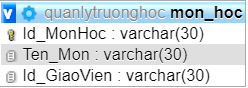 quanlytruonghoc mon_hoc
Id_MonHoc : varchar(30)
Ten_Mon : varchar(30)
Id_GiaoVien : varchar(30)